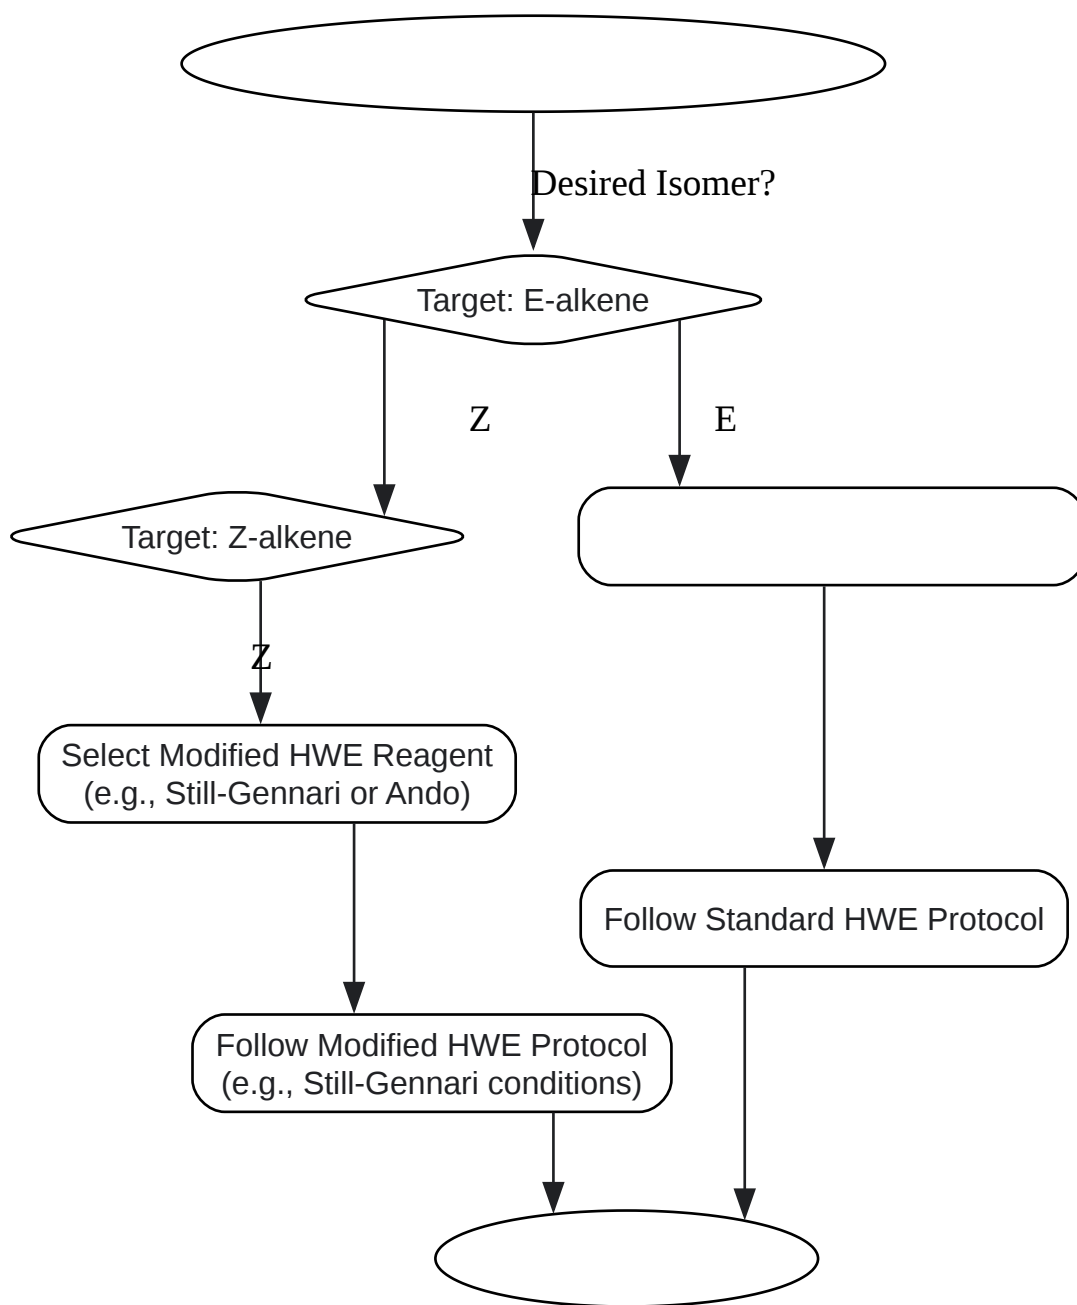 Desired Isomer?
Target: E-alkene
Z
E
Target: Z-alkene
Z
Select Modified HWE Reagent
(e.g., Still-Gennari or Ando)
Follow Standard HWE Protocol
Follow Modified HWE Protocol
(e.g., Still-Gennari conditions)